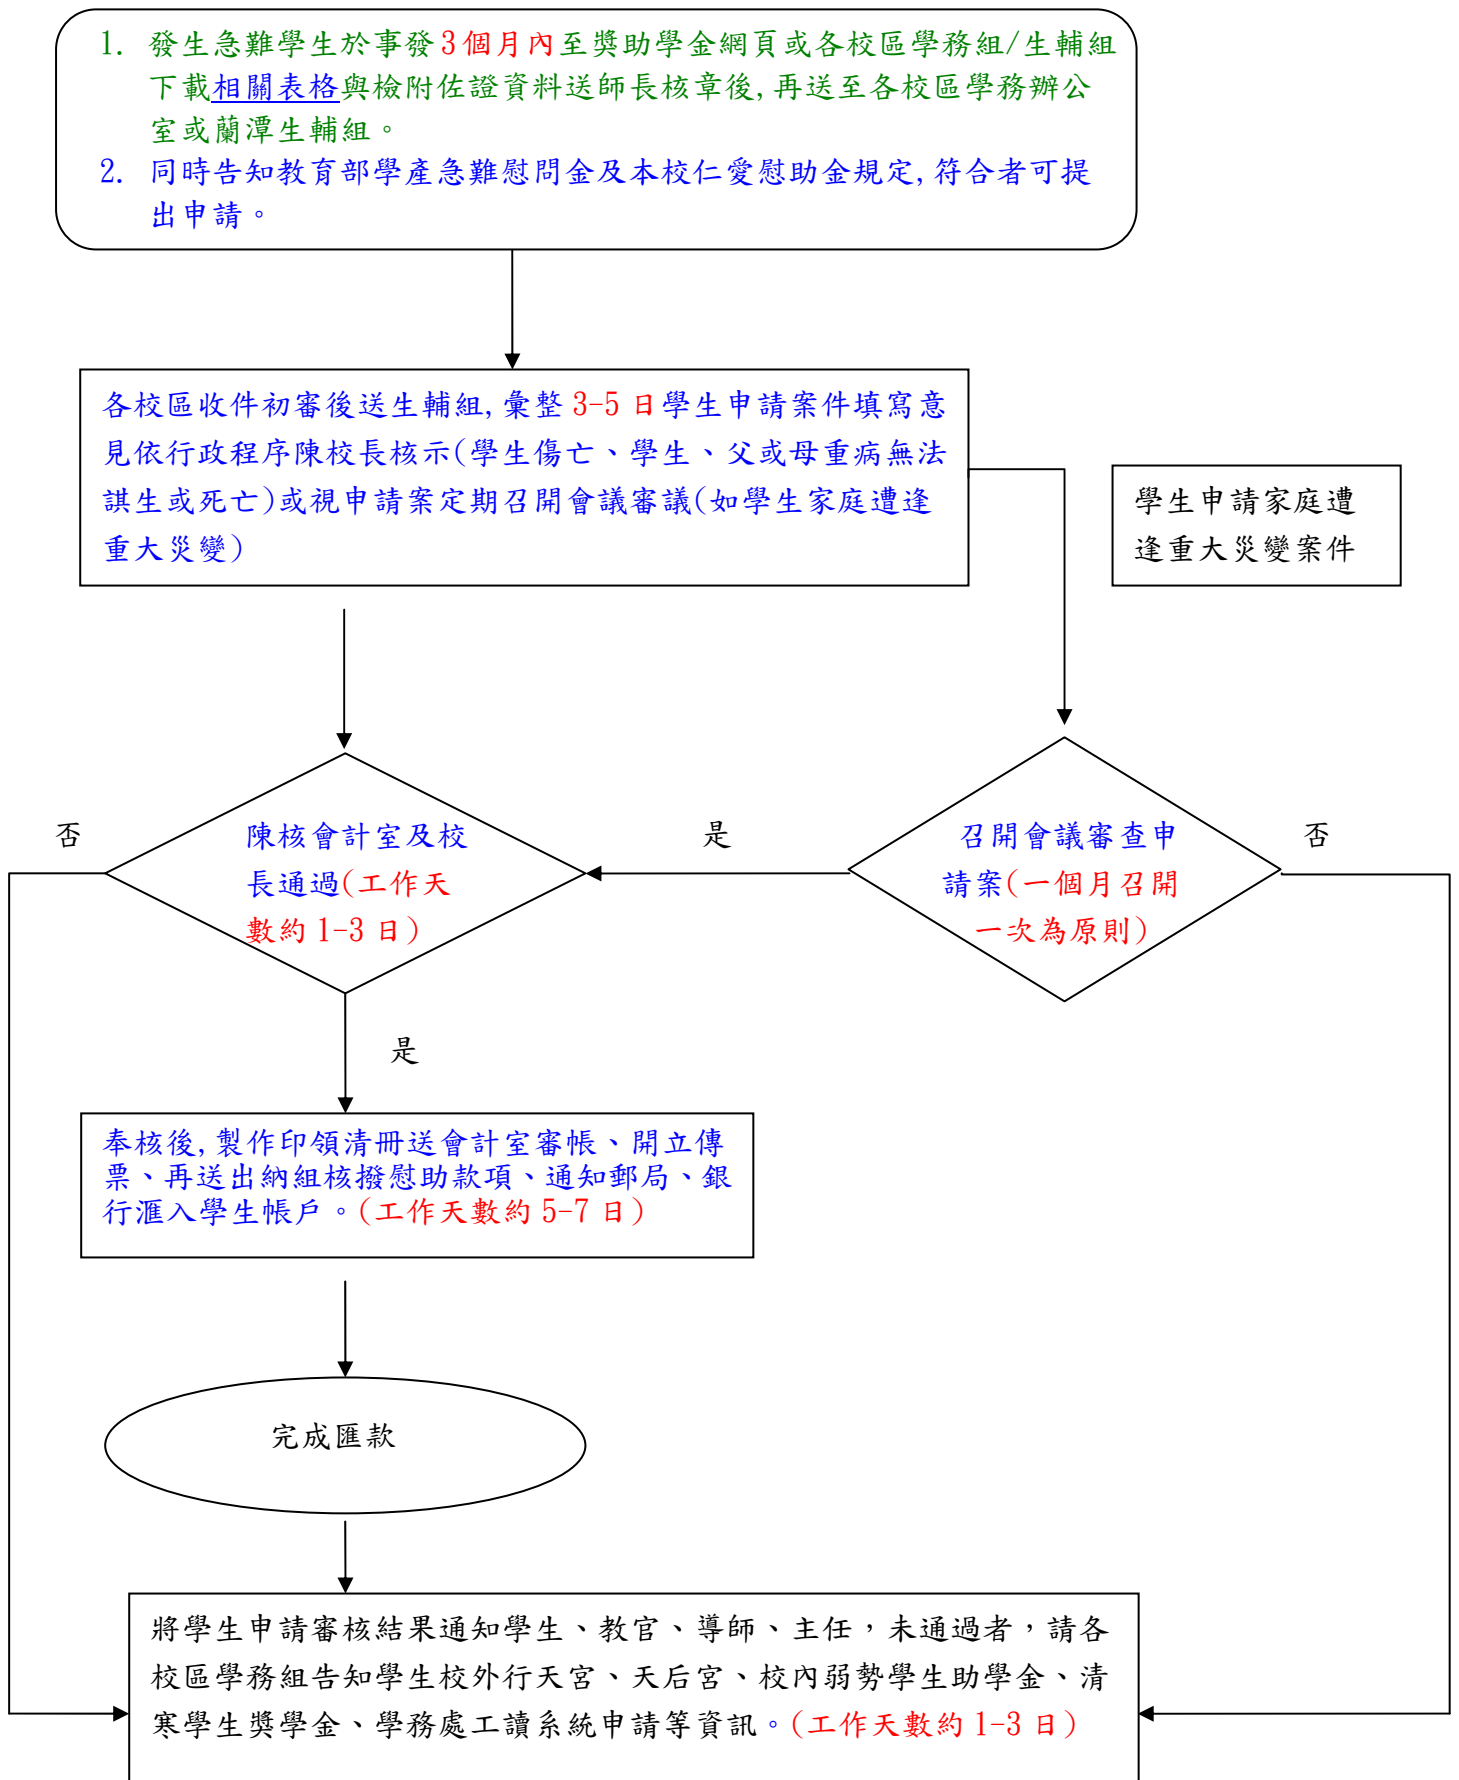 1. 發生急難學生於事發3個月內至獎助學金網頁或各校區學務組/生輔組
下載相關表格與檢附佐證資料送師長核章後,再送至各校區學務辦公
室或蘭潭生輔組。
2. 同時告知教育部學產急難慰問金及本校仁愛慰助金規定,符合者可提
出申請。
各校區收件初審後送生輔組,彙整3-5日學生申請案件填寫意
見依行政程序陳校長核示(學生傷亡、學生、父或母重病無法
謀生或死亡)或視申請案定期召開會議審議(如學生家庭遭逢
重大災變)
學生申請家庭遭
逢重大災變案件
否
陳核會計室及校
長通過(工作天
數約1-3日)
是
召開會議審查申
請案(一個月召開
一次為原則)
否
是
奉核後,製作印領清冊送會計室審帳、開立傳
票、再送出納組核撥慰助款項、通知郵局、銀
行滙入學生帳戶。(工作天數約5-7日)
完成匯款
將學生申請審核結果通知學生、教官、導師、主任，未通過者，請各
校區學務組告知學生校外行天宮、天后宮、校內弱勢學生助學金、清
寒學生獎學金、學務處工讀系統申請等資訊。(工作天數約1-3日)